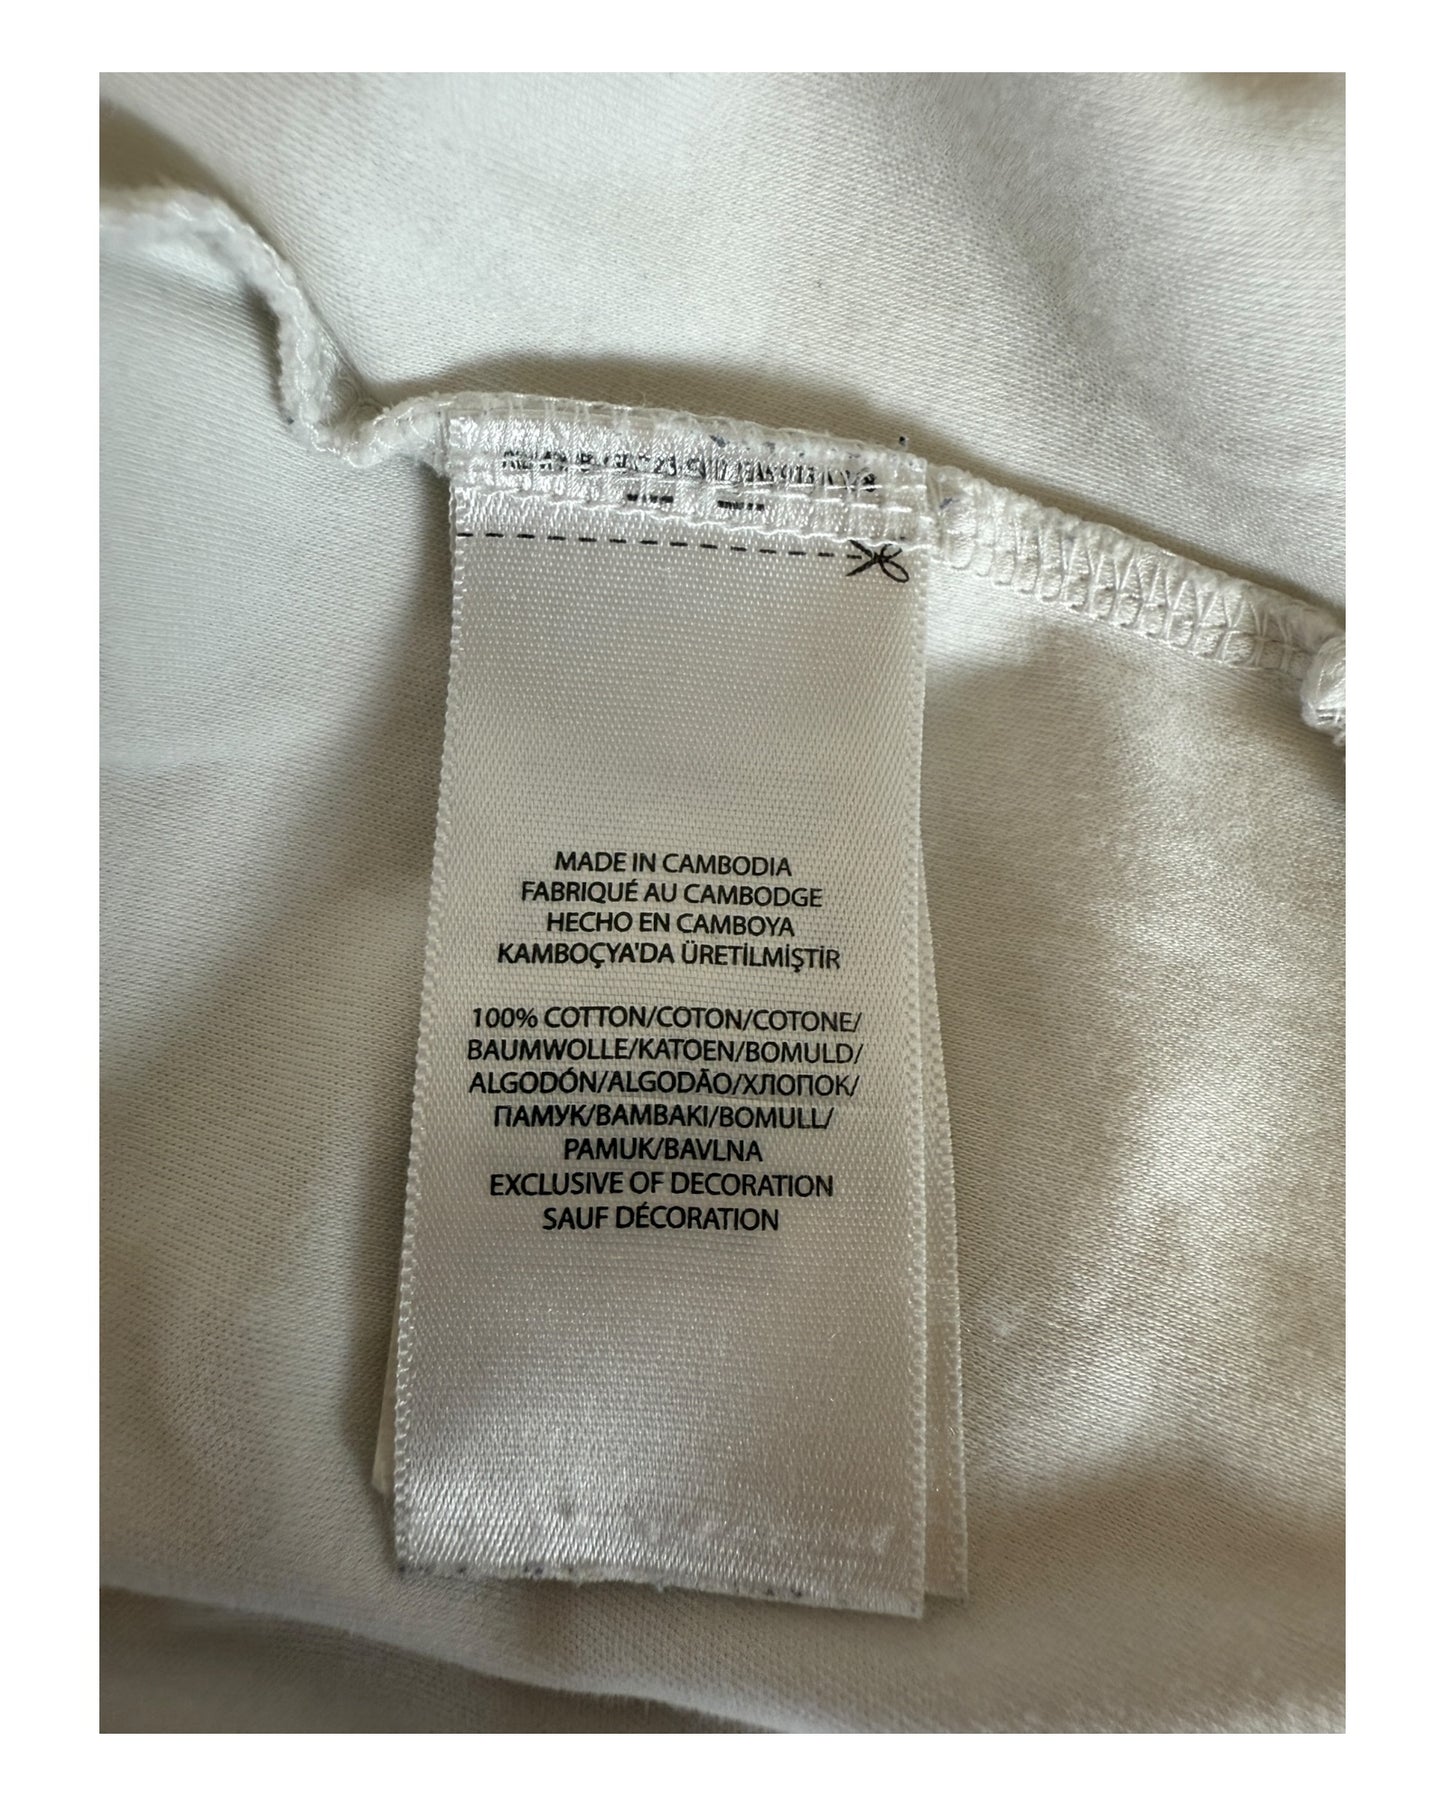 MADE IN CAMBODIA
FABRIQUÉ AU CAMBODGE
HECHO EN CAMBOYA
KAMBOÇYA'DA ÜRETİLMİŞTİR
100% COTTON/COTON/COTONE/
BAUMWOLLE/KATOEN/BOMULD/
ALGODÓN/ALGODÃO/ХЛОПОК/
ПАМУК/BAMBAKI/BOMULL/
PAMUK/BAVLNA
EXCLUSIVE OF DECORATION
SAUF DÉCORATION